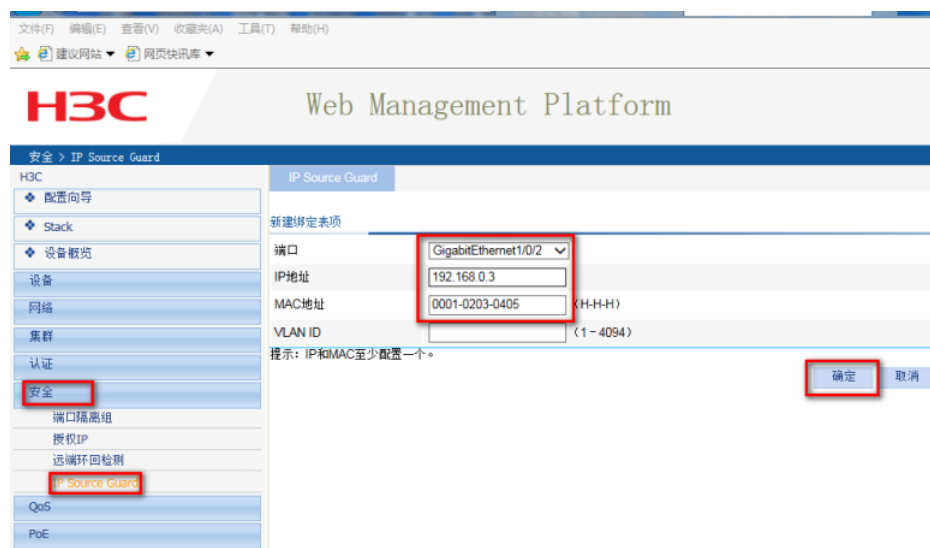 文件(F) 编辑(E) 查看(V) 收藏夹(A) 工具(T) 帮助(H)
建议网站 网页快讯库
H3C Web Management Platform
安全 > IP Source Guard
H3C
IP Source Guard
配置向导
Stack
设备概览
设备
网络
集群
认证
安全
端口隔离组
授权IP
远端环回检测
IP Source Guard
QoS
PoE
新建绑定表项
端口 GigabitEthernet1/0/2
IP地址 192.168.0.3
MAC地址 0001-0203-0405 (H-H-H)
VLAN ID (1-4094)
提示: IP和MAC至少配置一个。
确定 取消